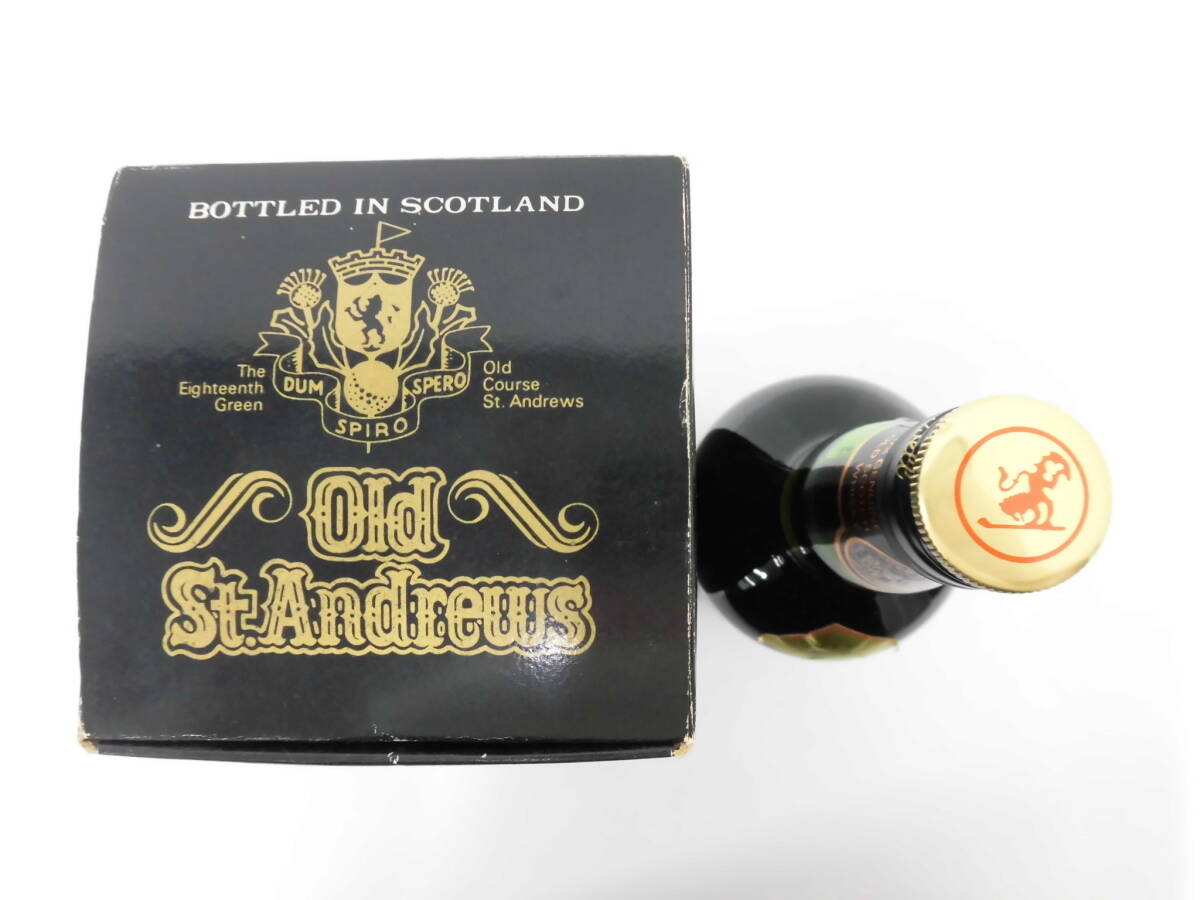 BOTTLED IN SCOTLAND
The
Eighteenth
Green
DUM
SPIRO
SPERO
Old
Course
St. Andrews
Old
St.Andrews